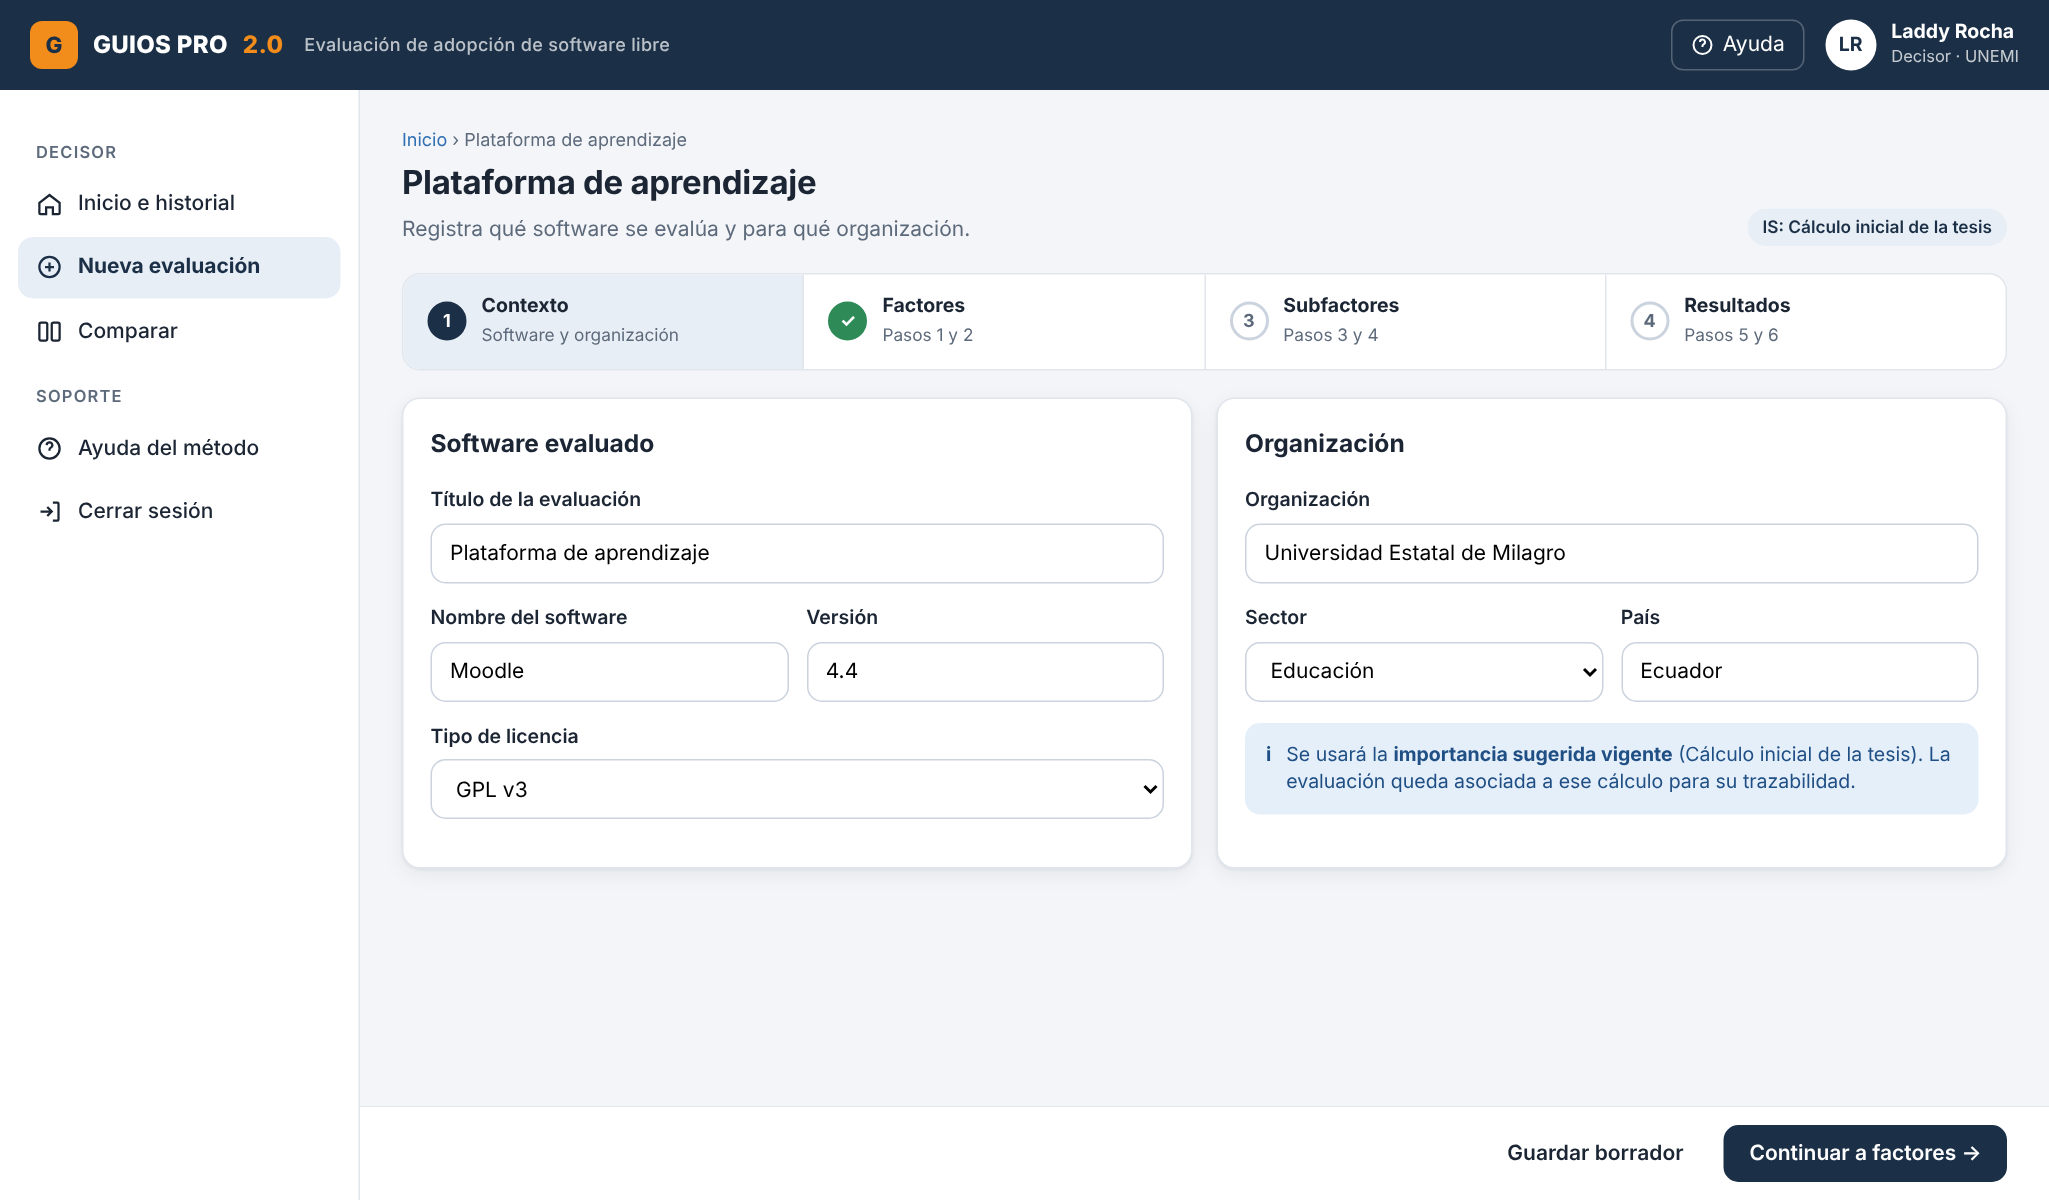 G GUIOS PRO 2.0 Evaluación de adopción de software libre
Ayuda
LR
Laddy Rocha
Decisor · UNEMI
DECISOR
Inicio e historial
Nueva evaluación
Comparar
SOPORTE
Ayuda del método
Cerrar sesión
Inicio › Plataforma de aprendizaje
Plataforma de aprendizaje
Registra qué software se evalúa y para qué organización.
IS: Cálculo inicial de la tesis
1 Contexto
Software y organización
Factores
Pasos 1 y 2
3 Subfactores
Pasos 3 y 4
4 Resultados
Pasos 5 y 6
Software evaluado
Título de la evaluación
Plataforma de aprendizaje
Nombre del software
Moodle
Versión
4.4
Tipo de licencia
GPL v3
Organización
Organización
Universidad Estatal de Milagro
Sector
Educación
País
Ecuador
i Se usará la importancia sugerida vigente (Cálculo inicial de la tesis). La
evaluación queda asociada a ese cálculo para su trazabilidad.
Guardar borrador
Continuar a factores →